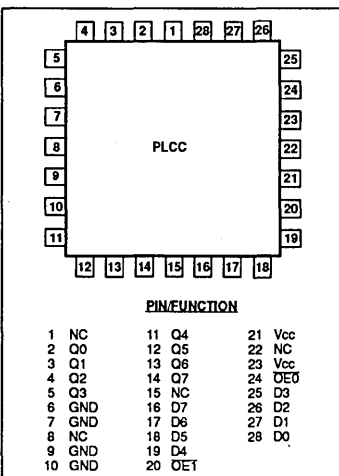 4 3 2 1 28 27 26
5 25
6 24
7 23
8 PLCC 22
9 21
10 20
11 19
12 13 14 15 16 17 18
PIN/FUNCTION
1 NC 11 Q4 21 Vcc
2 Q0 12 Q5 22 NC
3 Q1 13 Q6 23 Vcc
4 Q2 14 Q7 24 O̅E̅0̅
5 Q3 15 NC 25 D3
6 GND 16 D7 26 D2
7 GND 17 D6 27 D1
8 NC 18 D5 28 D0
9 GND 19 D4
10 GND 20 O̅E̅1̅